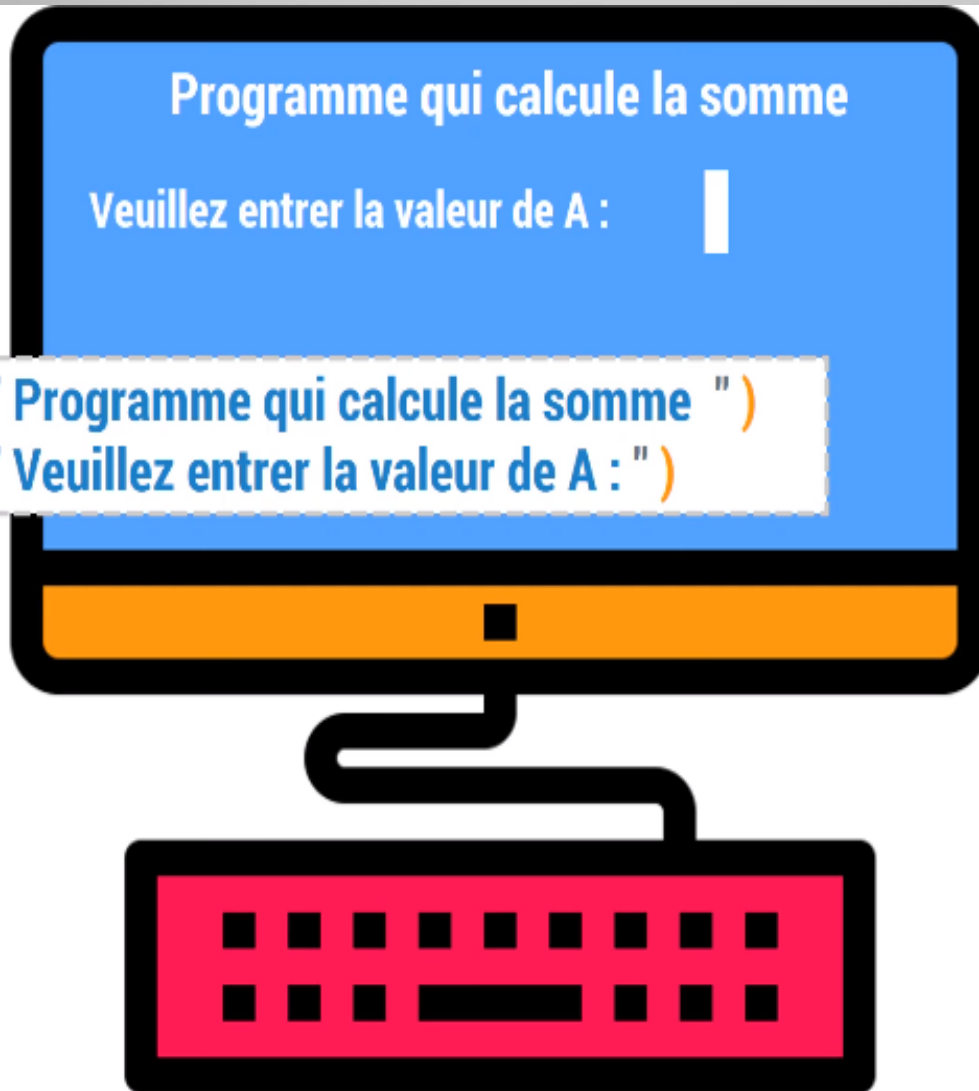 Programme qui calcule la somme
Veuillez entrer la valeur de A :
Programme qui calcule la somme ")
Veuillez entrer la valeur de A : ")